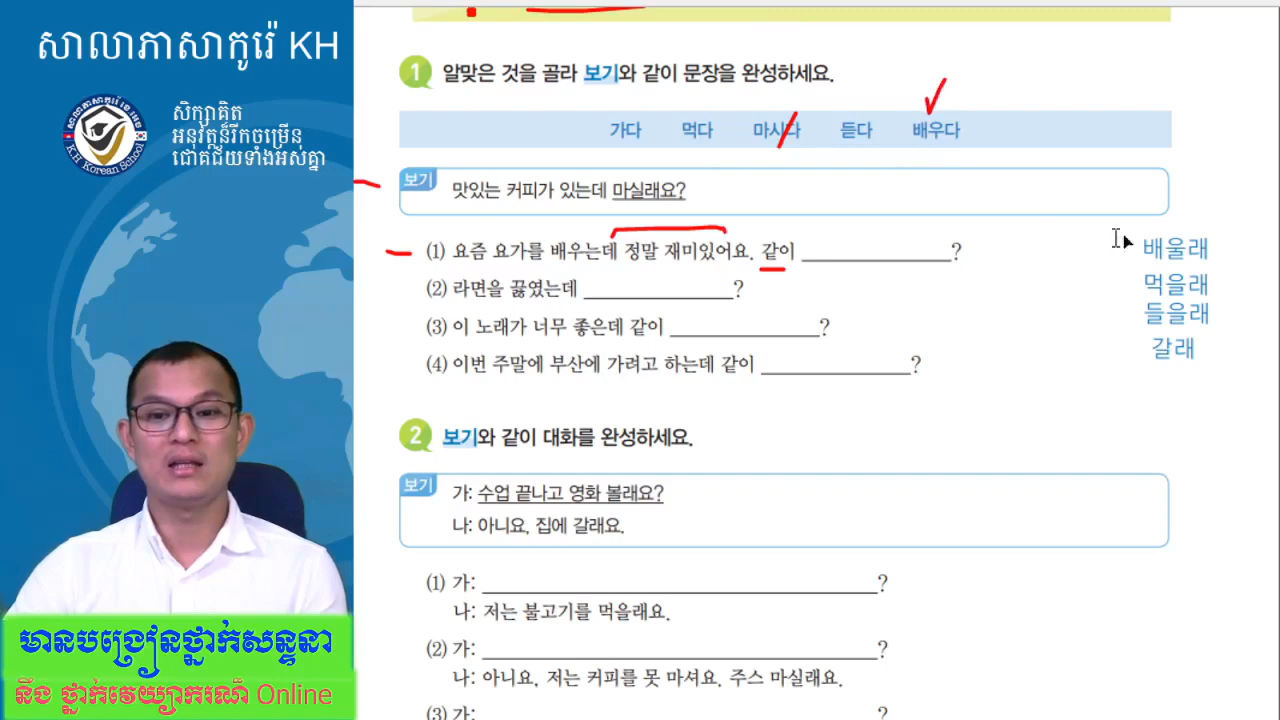 សាលាភាសាកូរ៉េ KH
សិក្សាគិត
អនុវត្តន៍រីកចម្រើន
ជោគជ័យទាំងអស់គ្នា
KH Korean School
មានបង្រៀនថ្នាក់សន្ទនា
និង ថ្នាក់វេយ្យាករណ៍ Online
1 알맞은 것을 골라 보기와 같이 문장을 완성하세요.
가다 먹다 마시다 듣다 배우다
보기
맛있는 커피가 있는데 마실래요?
(1) 요즘 요가를 배우는데 정말 재미있어요. 같이 ?
(2) 라면을 끓였는데 ?
(3) 이 노래가 너무 좋은데 같이 ?
(4) 이번 주말에 부산에 가려고 하는데 같이 ?
배울래
먹을래
들을래
갈래
2 보기와 같이 대화를 완성하세요.
보기
가: 수업 끝나고 영화 볼래요?
나: 아니요, 집에 갈래요.
(1) 가: ?
나: 저는 불고기를 먹을래요.
(2) 가: ?
나: 아니요, 저는 커피를 못 마셔요. 주스 마실래요.
(3) 가: ?